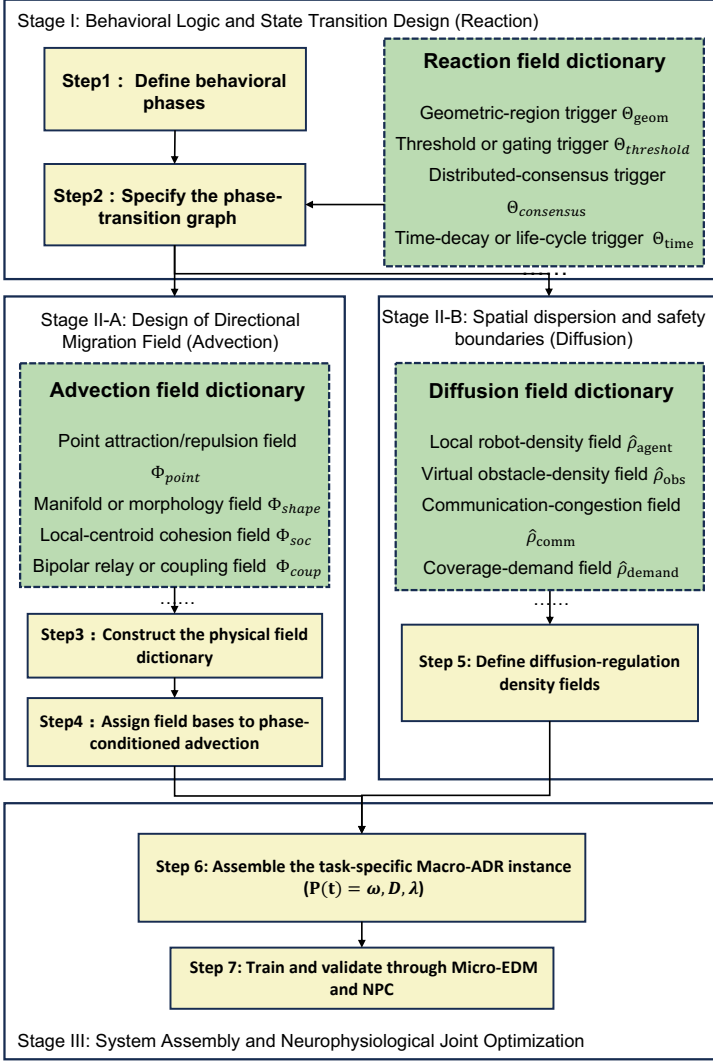 Stage I: Behavioral Logic and State Transition Design (Reaction)
Step1： Define behavioral
phases
Step2：Specify the phase-
transition graph
Reaction field dictionary
Geometric-region trigger Θgeom
Threshold or gating trigger Θthreshold
Distributed-consensus trigger
Θconsensus
Time-decay or life-cycle trigger Θtime
......
Stage II-A: Design of Directional
Migration Field (Advection)
Advection field dictionary
Point attraction/repulsion field
Φpoint
Manifold or morphology field Φshape
Local-centroid cohesion field Φsoc
Bipolar relay or coupling field Φcoup
......
Step3：Construct the physical field
dictionary
Step4：Assign field bases to phase-
conditioned advection
Stage II-B: Spatial dispersion and safety
boundaries (Diffusion)
Diffusion field dictionary
Local robot-density field ρ̂agent
Virtual obstacle-density field ρ̂obs
Communication-congestion field
ρ̂comm
Coverage-demand field ρ̂demand
......
Step 5: Define diffusion-regulation
density fields
Step 6: Assemble the task-specific Macro-ADR instance
(P(t) = ω, D, λ)
Step 7: Train and validate through Micro-EDM
and NPC
Stage III: System Assembly and Neurophysiological Joint Optimization